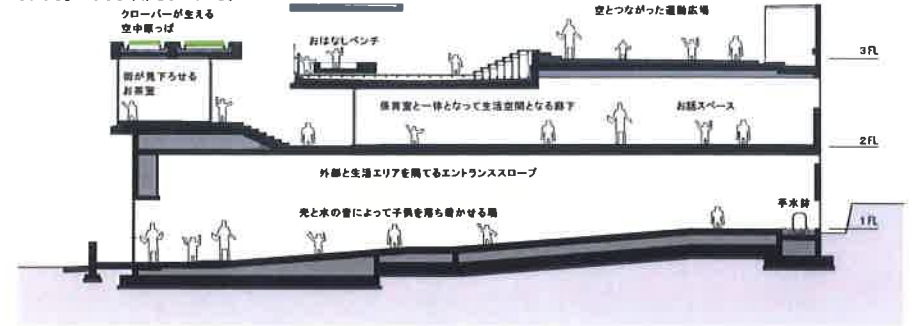 クローバーが生える
空中原っぱ
空とつながった運動広場
おはなしベンチ
3FL
街が見下ろせる
お茶室
保育室と一体となって生活空間となる廊下
お話スペース
2FL
外部と生活エリアを隔てるエントランススロープ
光と水の音によって子供を落ち着かせる場
手水鉢
1FL